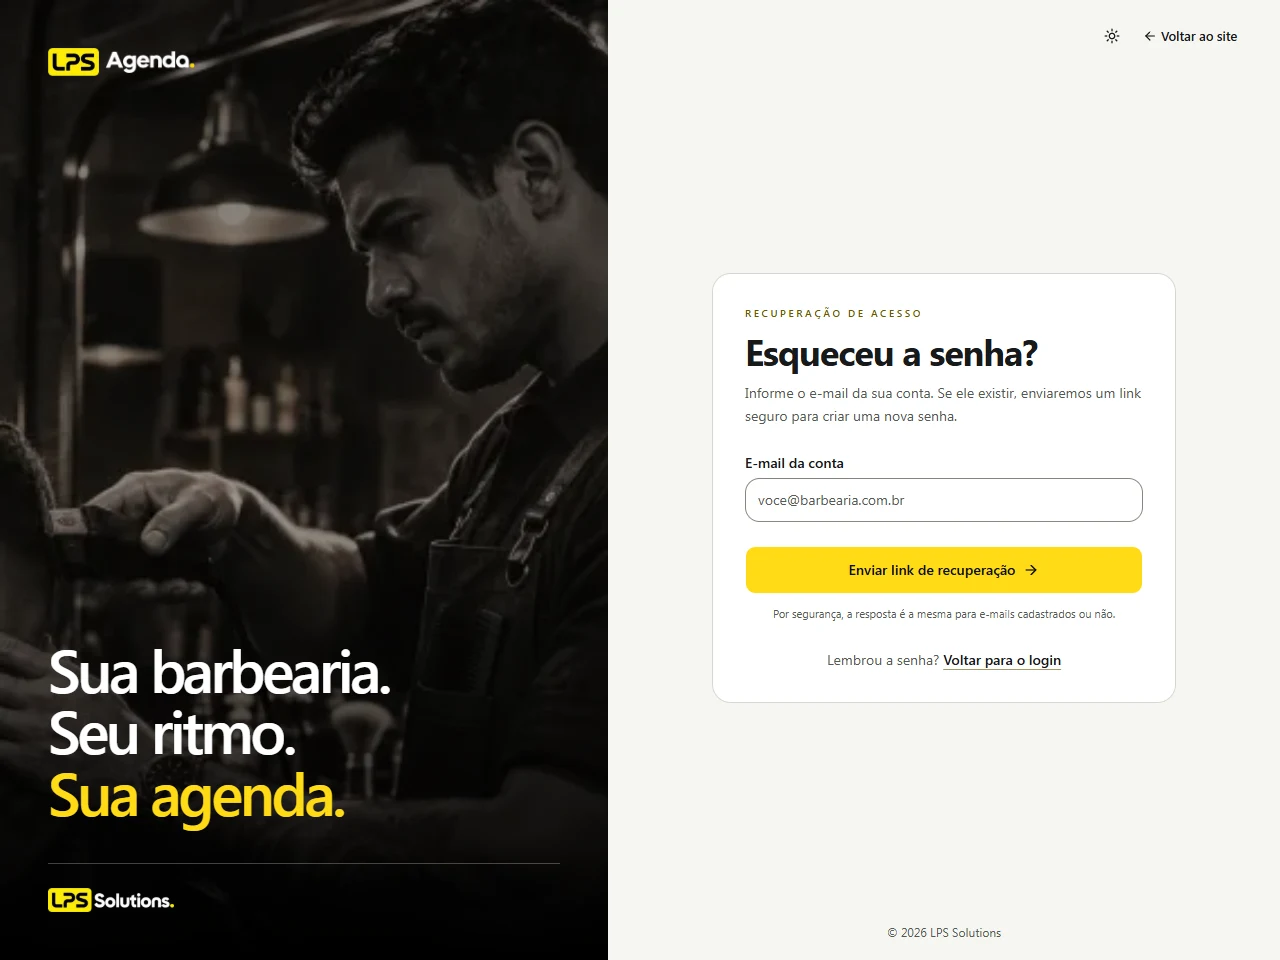 LPS Agenda.
Sua barbearia.
Seu ritmo.
Sua agenda.
LPS Solutions.
Voltar ao site
RECUPERAÇÃO DE ACESSO
Esqueceu a senha?
Informe o e-mail da sua conta. Se ele existir, enviaremos um link
seguro para criar uma nova senha.
E-mail da conta
voce@barbearia.com.br
Enviar link de recuperação
Por segurança, a resposta é a mesma para e-mails cadastrados ou não.
Lembrou a senha? Voltar para o login
© 2026 LPS Solutions